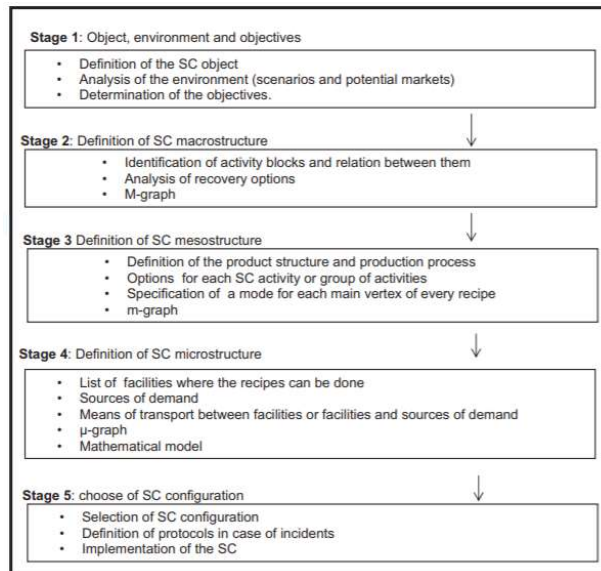 Stage 1: Object, environment and objectives
• Definition of the SC object
• Analysis of the environment (scenarios and potential markets)
• Determination of the objectives.
Stage 2: Definition of SC macrostructure
• Identification of activity blocks and relation between them
• Analysis of recovery options
• M-graph
Stage 3 Definition of SC mesostructure
• Definition of the product structure and production process
• Options for each SC activity or group of activities
• Specification of a mode for each main vertex of every recipe
• m-graph
Stage 4: Definition of SC microstructure
• List of facilities where the recipes can be done
• Sources of demand
• Means of transport between facilities or facilities and sources of demand
• μ-graph
• Mathematical model
Stage 5: choose of SC configuration
• Selection of SC configuration
• Definition of protocols in case of incidents
• Implementation of the SC